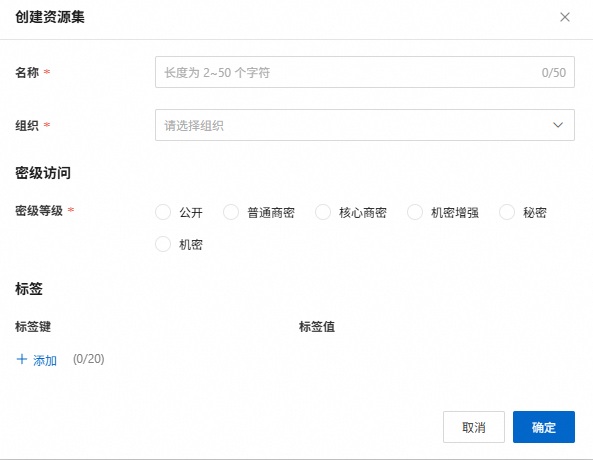 创建资源集
名称 *
长度为 2~50 个字符 0/50
组织 *
请选择组织
密级访问
密级等级 * 公开 普通商密 核心商密 机密增强 秘密
机密
标签
标签键 标签值
+ 添加 (0/20)
取消 确定